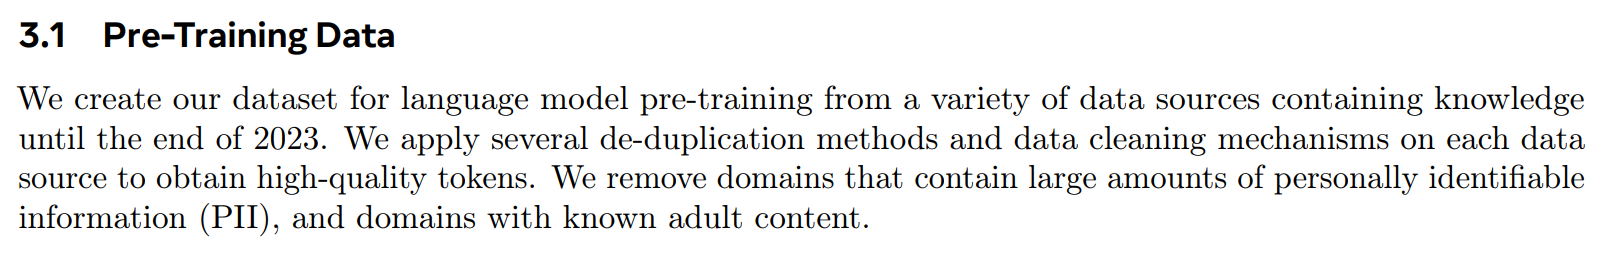 3.1 Pre-Training Data
We create our dataset for language model pre-training from a variety of data sources containing knowledge
until the end of 2023. We apply several de-duplication methods and data cleaning mechanisms on each data
source to obtain high-quality tokens. We remove domains that contain large amounts of personally identifiable
information (PII), and domains with known adult content.